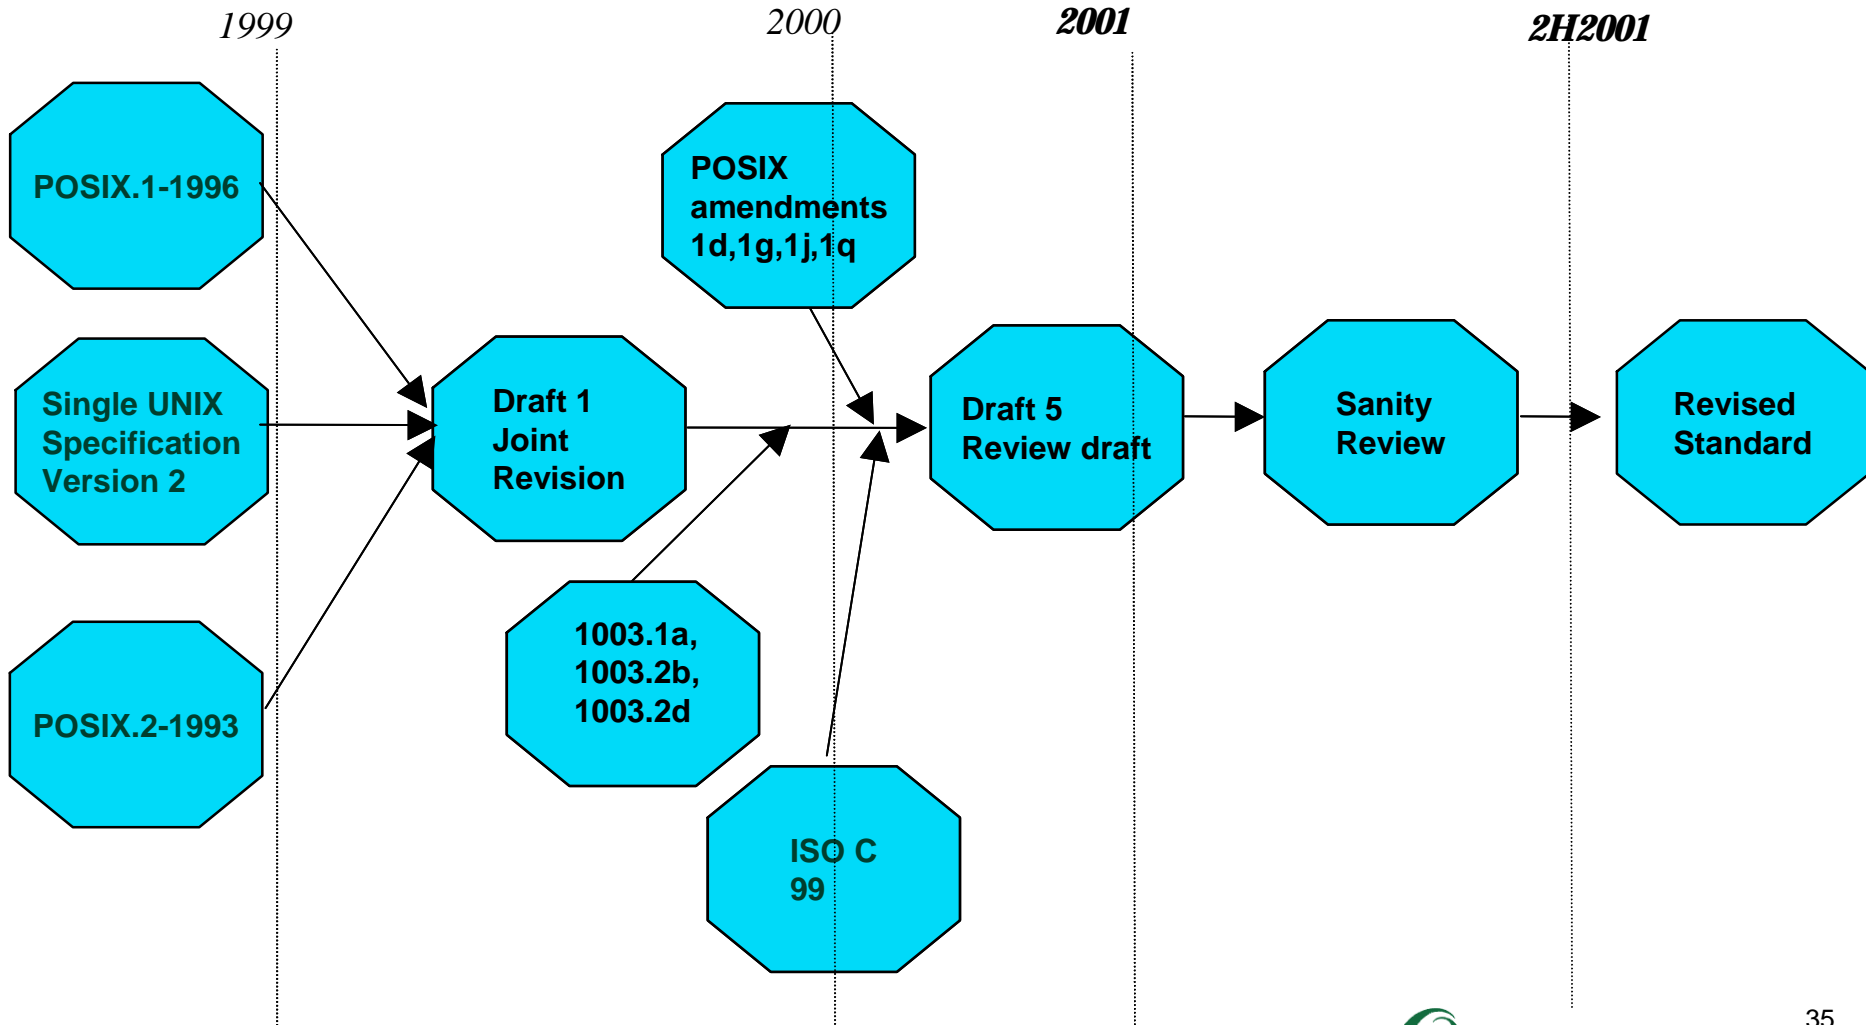 1999
2000
2001
2H2001
POSIX.1-1996
POSIX
amendments
1d,1g,1j,1q
Single UNIX
Specification
Version 2
Draft 1
Joint
Revision
Draft 5
Review draft
Sanity
Review
Revised
Standard
1003.1a,
1003.2b,
1003.2d
POSIX.2-1993
ISO C
99
35